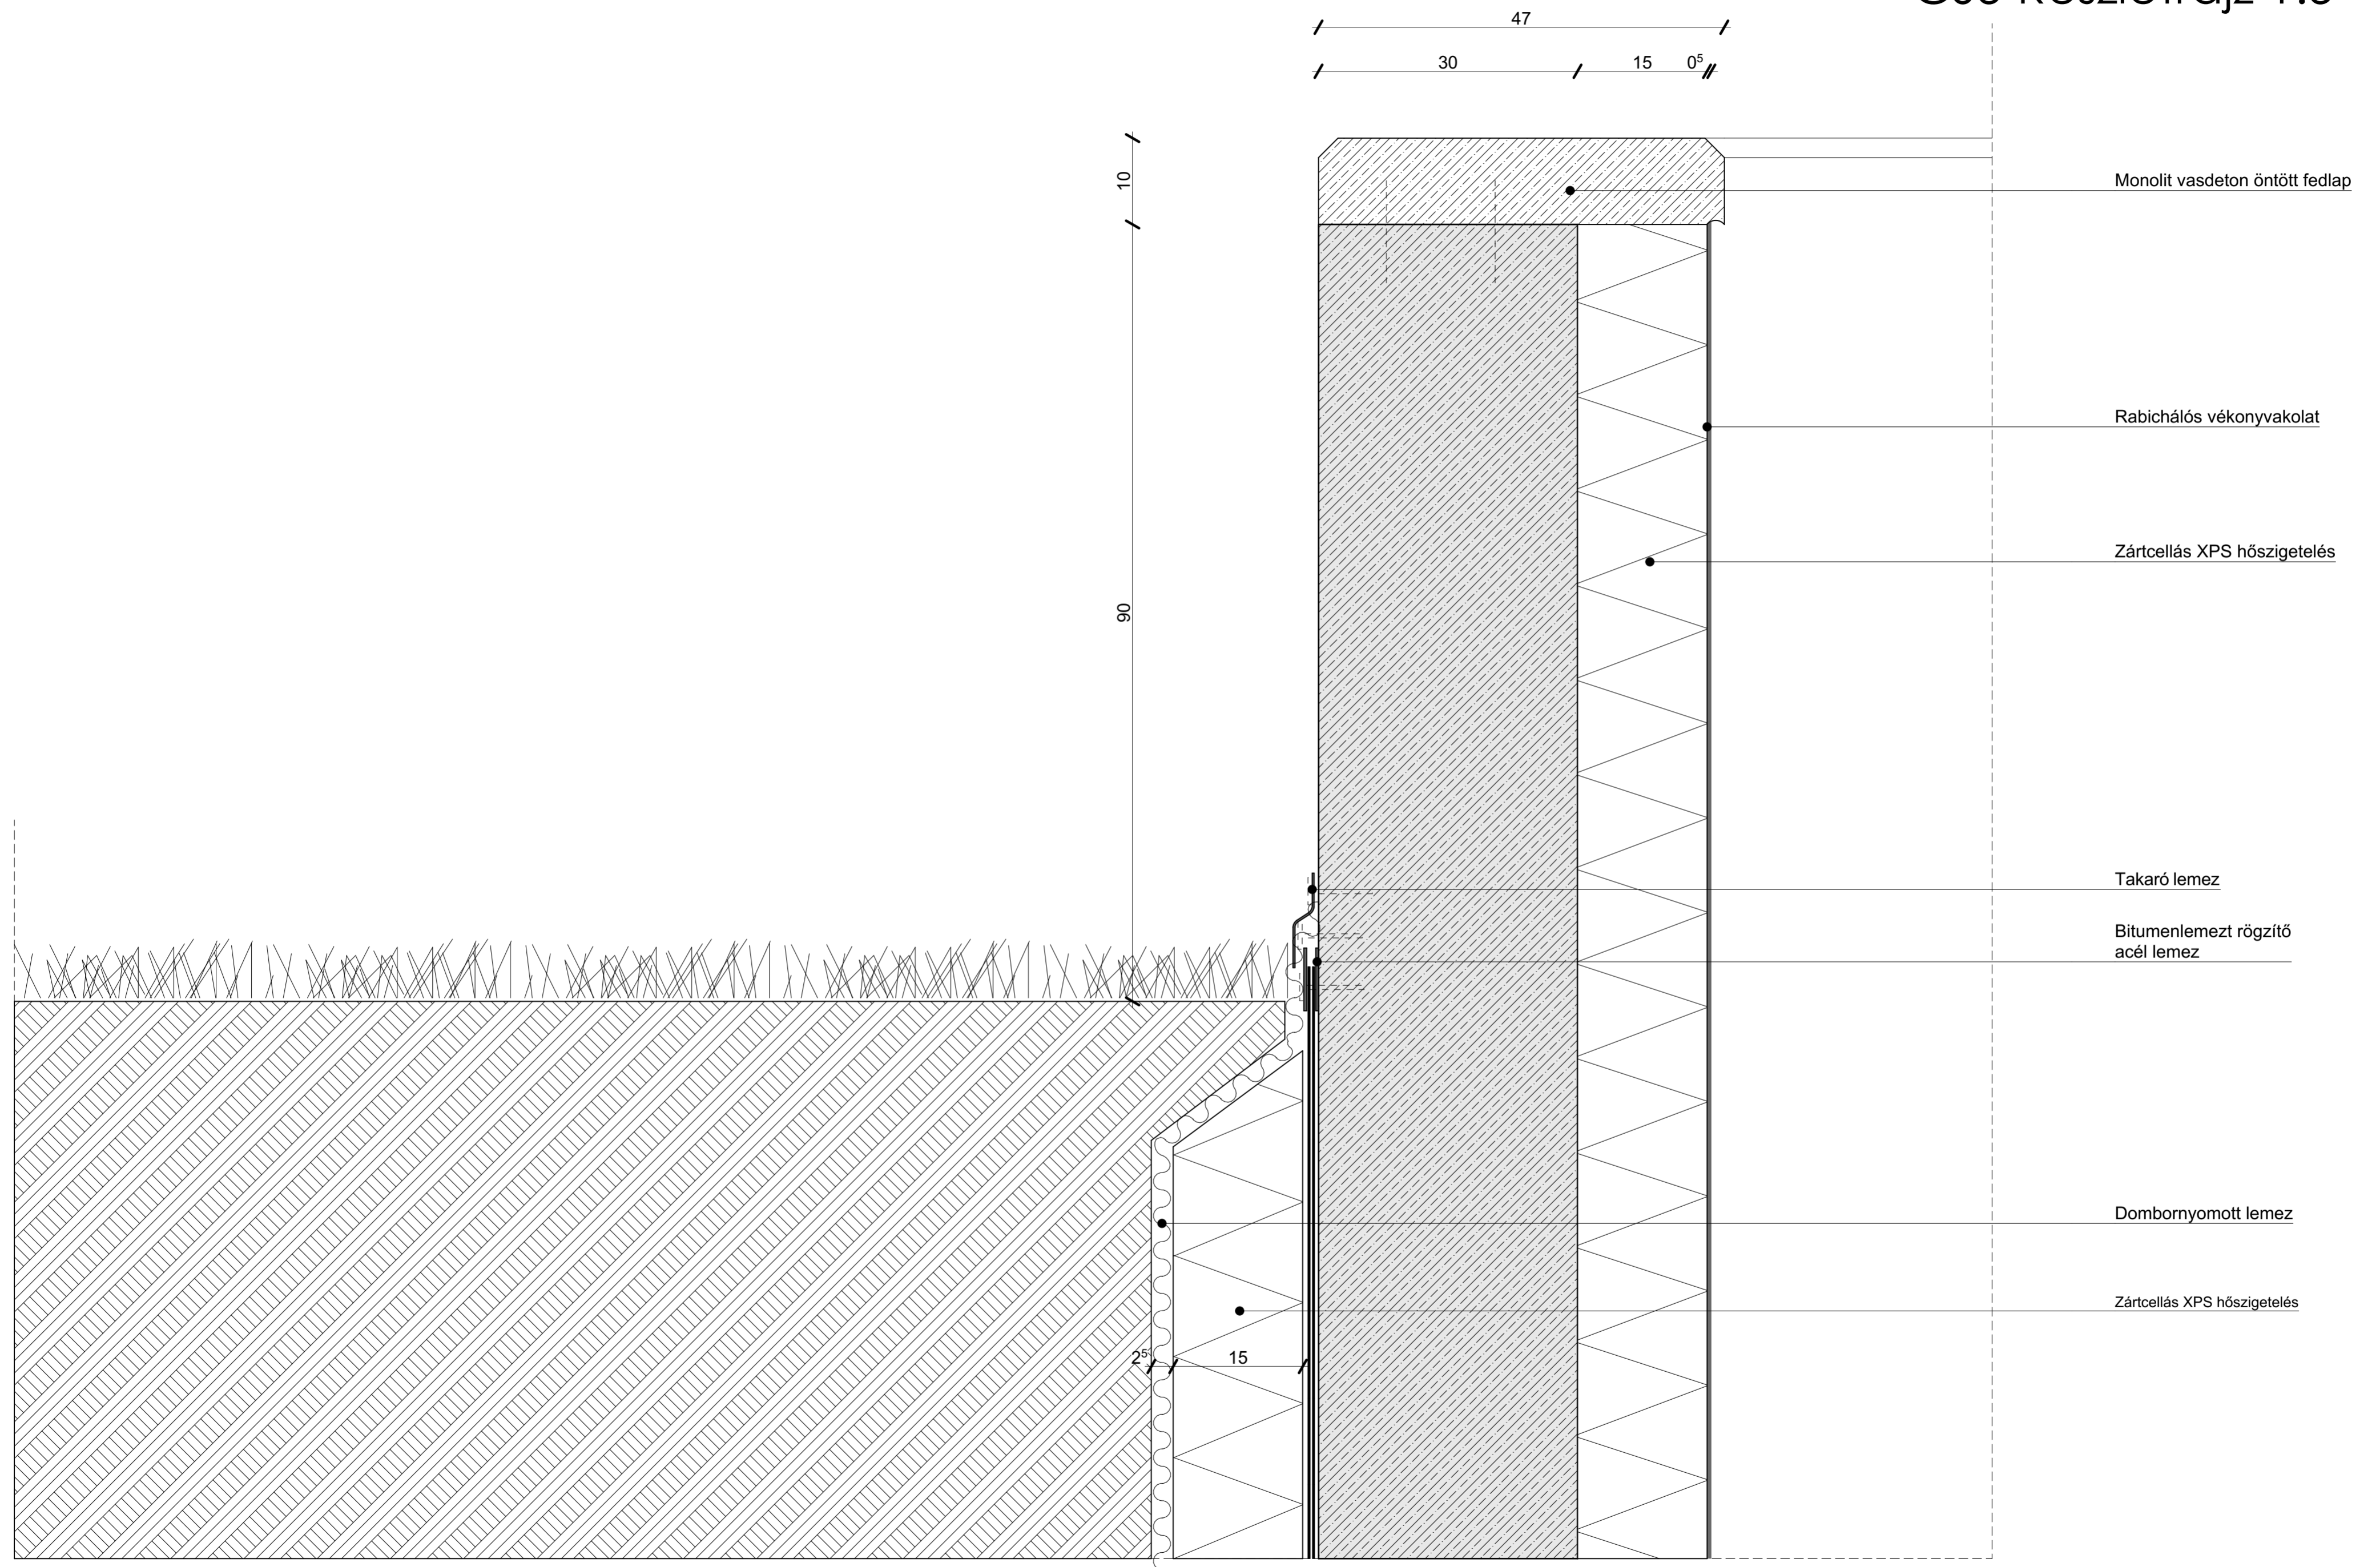 47
30
15
0⁵
10
Monolit vasdeton öntött fedlap
Rabichálós vékonyvakolat
Zártcellás XPS hőszigetelés
90
Takaró lemez
Bitumenlemezt rögzítő
acél lemez
Dombornyomott lemez
Zártcellás XPS hőszigetelés
2⁵
15